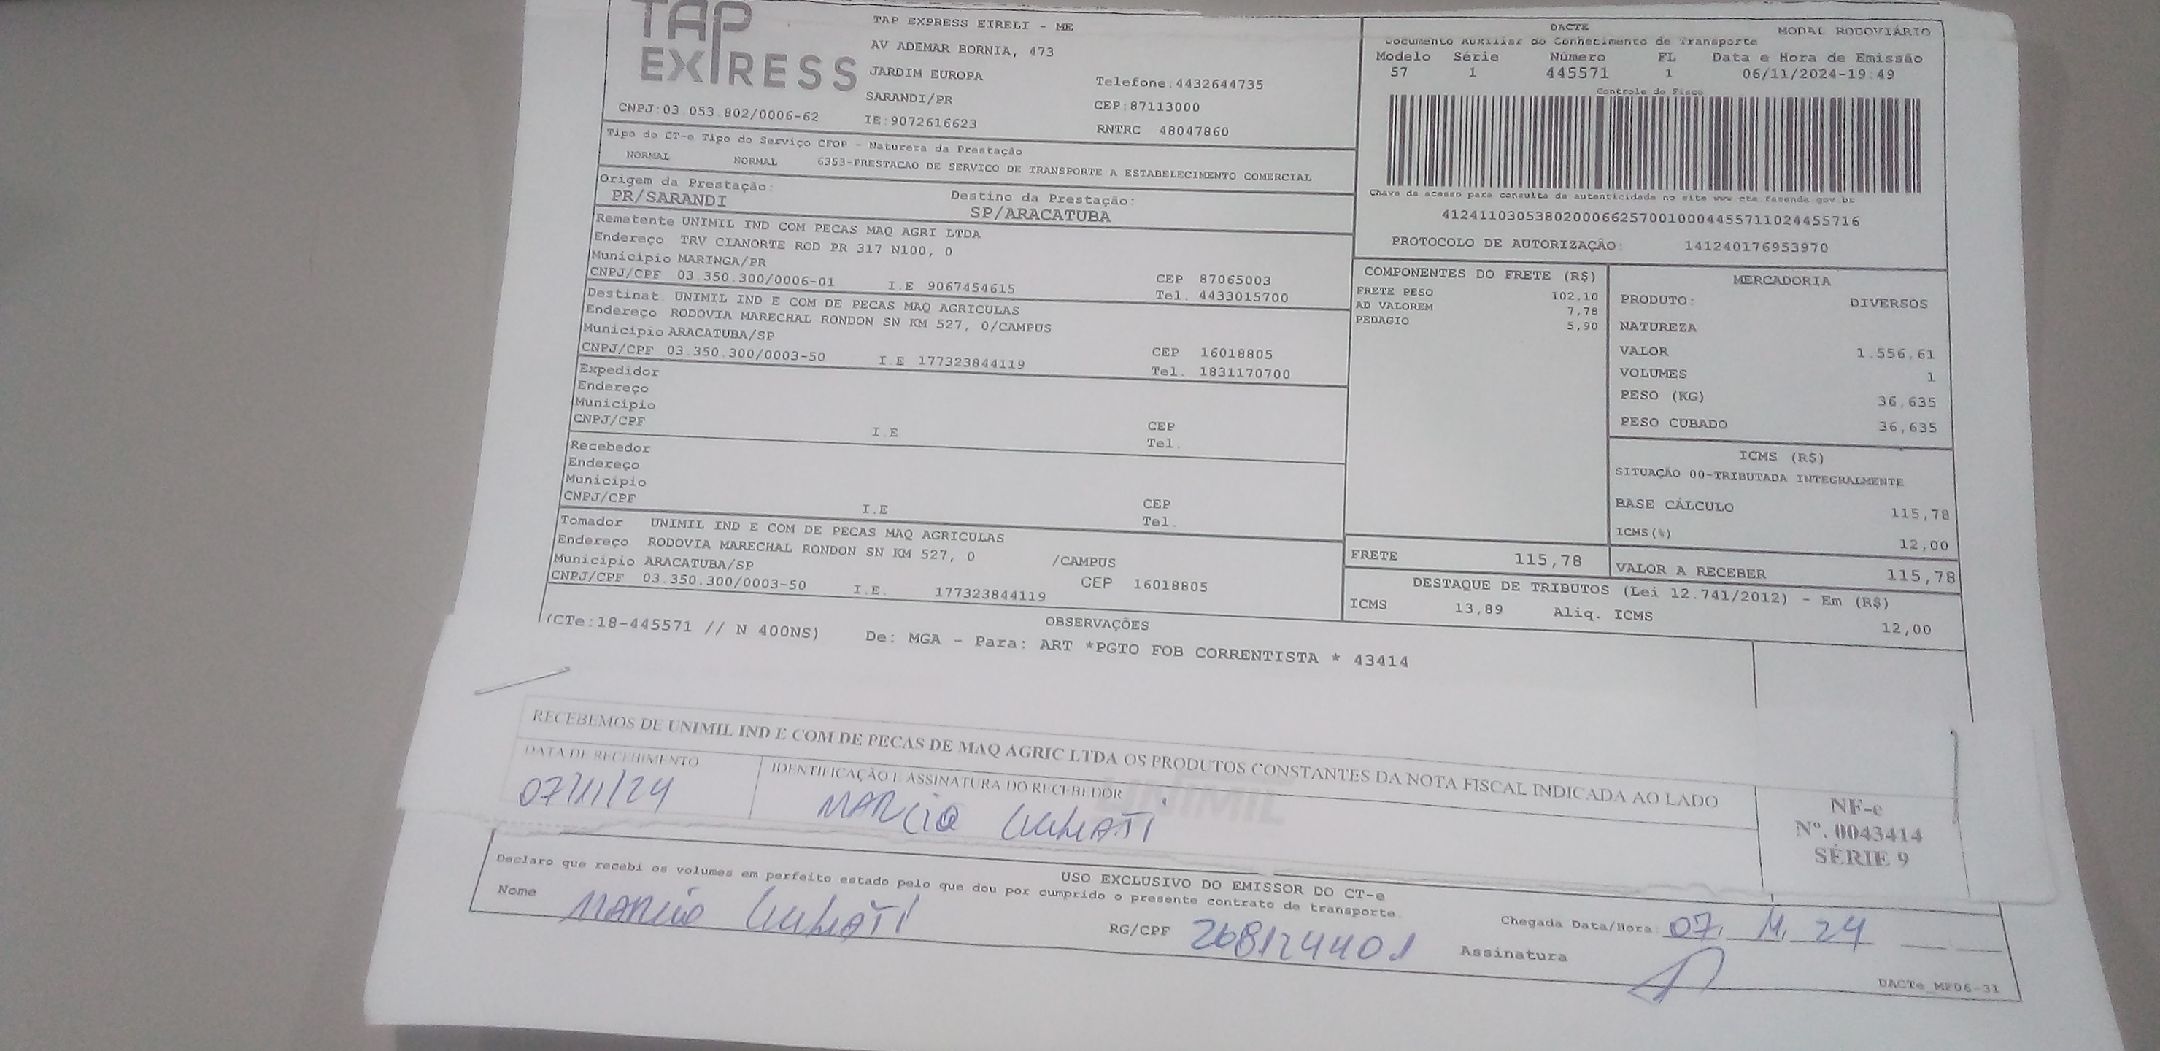 TAP EXPRESS
TAP EXPRESS EIRELI - ME
AV ADEMAR BORNIA, 473
JARDIM EUROPA Telefone:4432644735
SARANDI/PR CEP:87113000
CNPJ:03 053 802/0006-62 IE:9072616623 RNTRC 48047860
DACTE MODAL RODOVIÁRIO
Documento Auxiliar do Conhecimento de Transporte
Modelo Série Número FL Data e Hora de Emissão
57 1 445571 1 06/11/2024-19:49
Controle do Fisco
Chave de acesso para consulta de autenticidade no site www cte fazenda gov.br
41241103053802000662570010004455711024455716
PROTOCOLO DE AUTORIZAÇÃO: 141240176953970
Tipo do CT-e Tipo do Serviço CFOP - Natureza da Prestação
NORMAL NORMAL 6353-PRESTACAO DE SERVICO DE TRANSPORTE A ESTABELECIMENTO COMERCIAL
Origem da Prestação: Destino da Prestação:
PR/SARANDI SP/ARACATUBA
Remetente UNIMIL IND COM PECAS MAQ AGRI LTDA
Endereço TRV CIANORTE ROD PR 317 N100, 0
Municipio MARINGA/PR CEP 87065003
CNPJ/CPF 03.350.300/0006-01 I.E 9067454615 Tel. 4433015700
Destinat. UNIMIL IND E COM DE PECAS MAQ AGRICULAS
Endereço RODOVIA MARECHAL RONDON SN KM 527, 0/CAMPUS
Municipio ARACATUBA/SP CEP 16018805
CNPJ/CPF 03.350.300/0003-50 I.E 177323844119 Tel. 1831170700
Expedidor
Endereço
Municipio CEP
CNPJ/CPF I.E Tel.
Recebedor
Endereço
Municipio CEP
CNPJ/CPF I.E Tel.
Tomador UNIMIL IND E COM DE PECAS MAQ AGRICULAS
Endereço RODOVIA MARECHAL RONDON SN KM 527, 0 /CAMPUS
Municipio ARACATUBA/SP CEP 16018805
CNPJ/CPF 03.350.300/0003-50 I.E. 177323844119
COMPONENTES DO FRETE (R$)
FRETE PESO 102,10
AD VALOREM 7,78
PEDAGIO 5,90
FRETE 115,78
MERCADORIA
PRODUTO: DIVERSOS
NATUREZA
VALOR 1.556,61
VOLUMES 1
PESO (KG) 36,635
PESO CUBADO 36,635
ICMS (R$)
SITUAÇÃO 00-TRIBUTADA INTEGRALMENTE
BASE CÁLCULO 115,78
ICMS(%) 12,00
VALOR A RECEBER 115,78
DESTAQUE DE TRIBUTOS (Lei 12.741/2012) - Em (R$)
ICMS 13,89 Aliq. ICMS 12,00
OBSERVAÇÕES
(CTe:18-445571 // N 400NS) De: MGA - Para: ART *PGTO FOB CORRENTISTA * 43414
RECEBEMOS DE UNIMIL IND E COM DE PECAS DE MAQ AGRIC LTDA OS PRODUTOS CONSTANTES DA NOTA FISCAL INDICADA AO LADO
DATA DE RECEBIMENTO IDENTIFICAÇÃO E ASSINATURA DO RECEBEDOR
UNIMIL
07/11/24 MARCIO
NF-e
Nº. 0043414
SÉRIE 9
USO EXCLUSIVO DO EMISSOR DO CT-e
Declaro que recebi os volumes em perfeito estado pelo que dou por cumprido o presente contrato de transporte.
Nome MARCIO RG/CPF 268124401 Chegada Data/Hora: 07, 11, 24
Assinatura
DACTe_MP06-31